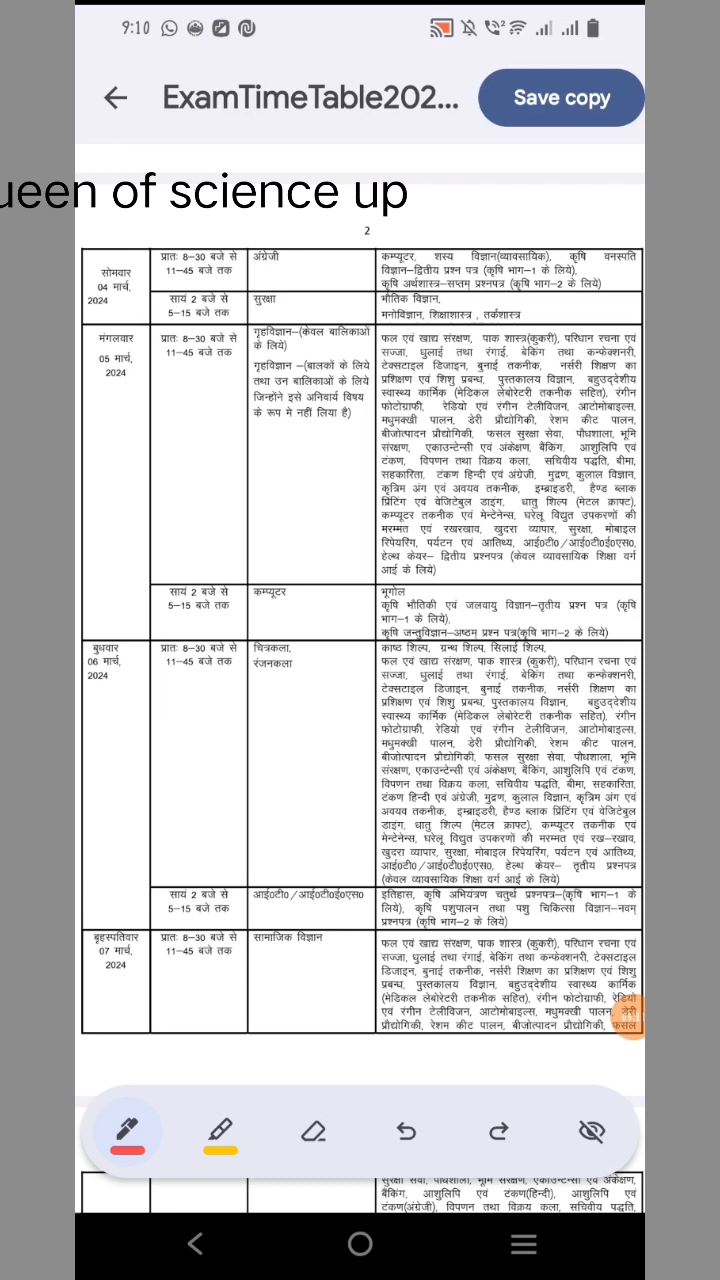 9:10
ExamTimeTable202...
Save copy
ueen of science up
2
सोमवार
04 मार्च,
2024
प्रातः 8–30 बजे से
11–45 बजे तक
अंग्रेजी
कम्प्यूटर, शस्य विज्ञान(व्यावसायिक), कृषि वनस्पति
विज्ञान–द्वितीय प्रश्न पत्र (कृषि भाग–1 के लिये),
कृषि अर्थशास्त्र–सप्तम् प्रश्नपत्र (कृषि भाग–2 के लिये)
सायं 2 बजे से
5–15 बजे तक
सुरक्षा
भौतिक विज्ञान,
मनोविज्ञान, शिक्षाशास्त्र , तर्कशास्त्र
मंगलवार
05 मार्च,
2024
प्रातः 8–30 बजे से
11–45 बजे तक
गृहविज्ञान–(केवल बालिकाओं
के लिये)
गृहविज्ञान –(बालकों के लिये
तथा उन बालिकाओं के लिये
जिन्होंने इसे अनिवार्य विषय
के रूप मे नहीं लिया है)
फल एवं खाद्य संरक्षण, पाक शास्त्र(कुकरी), परिधान रचना एवं
सज्जा, धुलाई तथा रंगाई, बेकिंग तथा कन्फेक्शनरी,
टेक्सटाइल डिजाइन, बुनाई तकनीक, नर्सरी शिक्षण का
प्रशिक्षण एवं शिशु प्रबन्ध, पुस्तकालय विज्ञान, बहुउद्देशीय
स्वास्थ्य कार्मिक (मेडिकल लेबोरेटरी तकनीक सहित), रंगीन
फोटोग्राफी, रेडियो एवं रंगीन टेलीविजन, आटोमोबाइल्स,
मधुमक्खी पालन, डेरी प्रौद्योगिकी, रेशम कीट पालन,
बीजोत्पादन प्रौद्योगिकी, फसल सुरक्षा सेवा, पौधशाला, भूमि
संरक्षण, एकाउन्टेन्सी एवं अंकेक्षण, बैंकिंग, आशुलिपि एवं
टंकण, विपणन तथा विक्रय कला, सचिवीय पद्धति, बीमा,
सहकारिता, टंकण हिन्दी एवं अंग्रेजी, मुद्रण, कुलाल विज्ञान,
कृत्रिम अंग एवं अवयव तकनीक, इम्ब्राइडरी, हैण्ड ब्लाक
प्रिंटिंग एवं वेजिटेबुल डाइंग, धातु शिल्प (मेटल क्राफ्ट),
कम्प्यूटर तकनीक एवं मेन्टेनेन्स, घरेलू विद्युत उपकरणों की
मरम्मत एवं रखरखाव, खुदरा व्यापार, सुरक्षा, मोबाइल
रिपेयरिंग, पर्यटन एवं आतिथ्य, आई०टी०/आई०टी०ई०एस०,
हेल्थ केयर– द्वितीय प्रश्नपत्र (केवल व्यावसायिक शिक्षा वर्ग
आई के लिये)
सायं 2 बजे से
5–15 बजे तक
कम्प्यूटर
भूगोल
कृषि भौतिकी एवं जलवायु विज्ञान–तृतीय प्रश्न पत्र (कृषि
भाग–1 के लिये),
कृषि जन्तुविज्ञान–अष्टम् प्रश्न पत्र(कृषि भाग–2 के लिये)
बुधवार
06 मार्च,
2024
प्रातः 8–30 बजे से
11–45 बजे तक
चित्रकला,
रंजनकला
काष्ठ शिल्प, ग्रन्थ शिल्प, सिलाई शिल्प,
फल एवं खाद्य संरक्षण, पाक शास्त्र (कुकरी), परिधान रचना एवं
सज्जा, धुलाई तथा रंगाई, बेकिंग तथा कन्फेक्शनरी,
टेक्सटाइल डिजाइन, बुनाई तकनीक, नर्सरी शिक्षण का
प्रशिक्षण एवं शिशु प्रबन्ध, पुस्तकालय विज्ञान, बहुउद्देशीय
स्वास्थ्य कार्मिक (मेडिकल लेबोरेटरी तकनीक सहित), रंगीन
फोटोग्राफी, रेडियो एवं रंगीन टेलीविजन, आटोमोबाइल्स,
मधुमक्खी पालन, डेरी प्रौद्योगिकी, रेशम कीट पालन,
बीजोत्पादन प्रौद्योगिकी, फसल सुरक्षा सेवा, पौधशाला, भूमि
संरक्षण, एकाउन्टेन्सी एवं अंकेक्षण, बैंकिंग, आशुलिपि एवं टंकण,
विपणन तथा विक्रय कला, सचिवीय पद्धति, बीमा, सहकारिता,
टंकण हिन्दी एवं अंग्रेजी, मुद्रण, कुलाल विज्ञान, कृत्रिम अंग एवं
अवयव तकनीक, इम्ब्राइडरी, हैण्ड ब्लाक प्रिंटिंग एवं वेजिटेबुल
डाइंग, धातु शिल्प (मेटल क्राफ्ट), कम्प्यूटर तकनीक एवं
मेन्टेनेन्स, घरेलू विद्युत उपकरणों की मरम्मत एवं रख–रखाव,
खुदरा व्यापार, सुरक्षा, मोबाइल रिपेयरिंग, पर्यटन एवं आतिथ्य,
आई०टी०/आई०टी०ई०एस०, हेल्थ केयर– तृतीय प्रश्नपत्र
(केवल व्यावसायिक शिक्षा वर्ग आई के लिये)
सायं 2 बजे से
5–15 बजे तक
आई०टी०/आई०टी०ई०एस०
इतिहास, कृषि अभियंत्रण चतुर्थ प्रश्नपत्र–(कृषि भाग–1 के
लिये), कृषि पशुपालन तथा पशु चिकित्सा विज्ञान–नवम्
प्रश्नपत्र (कृषि भाग–2 के लिये)
बृहस्पतिवार
07 मार्च,
2024
प्रातः 8–30 बजे से
11–45 बजे तक
सामाजिक विज्ञान
फल एवं खाद्य संरक्षण, पाक शास्त्र (कुकरी), परिधान रचना एवं
सज्जा, धुलाई तथा रंगाई, बेकिंग तथा कन्फेक्शनरी, टेक्सटाइल
डिजाइन, बुनाई तकनीक, नर्सरी शिक्षण का प्रशिक्षण एवं शिशु
प्रबन्ध, पुस्तकालय विज्ञान, बहुउद्देशीय स्वास्थ्य कार्मिक
(मेडिकल लेबोरेटरी तकनीक सहित), रंगीन फोटोग्राफी, रेडियो
एवं रंगीन टेलीविजन, आटोमोबाइल्स, मधुमक्खी पालन, डेरी
प्रौद्योगिकी, रेशम कीट पालन, बीजोत्पादन प्रौद्योगिकी, फसल
सुरक्षा सेवा, पौधशाला, भूमि संरक्षण, एकाउन्टेन्सी एवं अंकेक्षण,
बैंकिंग, आशुलिपि एवं टंकण(हिन्दी), आशुलिपि एवं
टंकण(अंग्रेजी), विपणन तथा विक्रय कला, सचिवीय पद्धति,